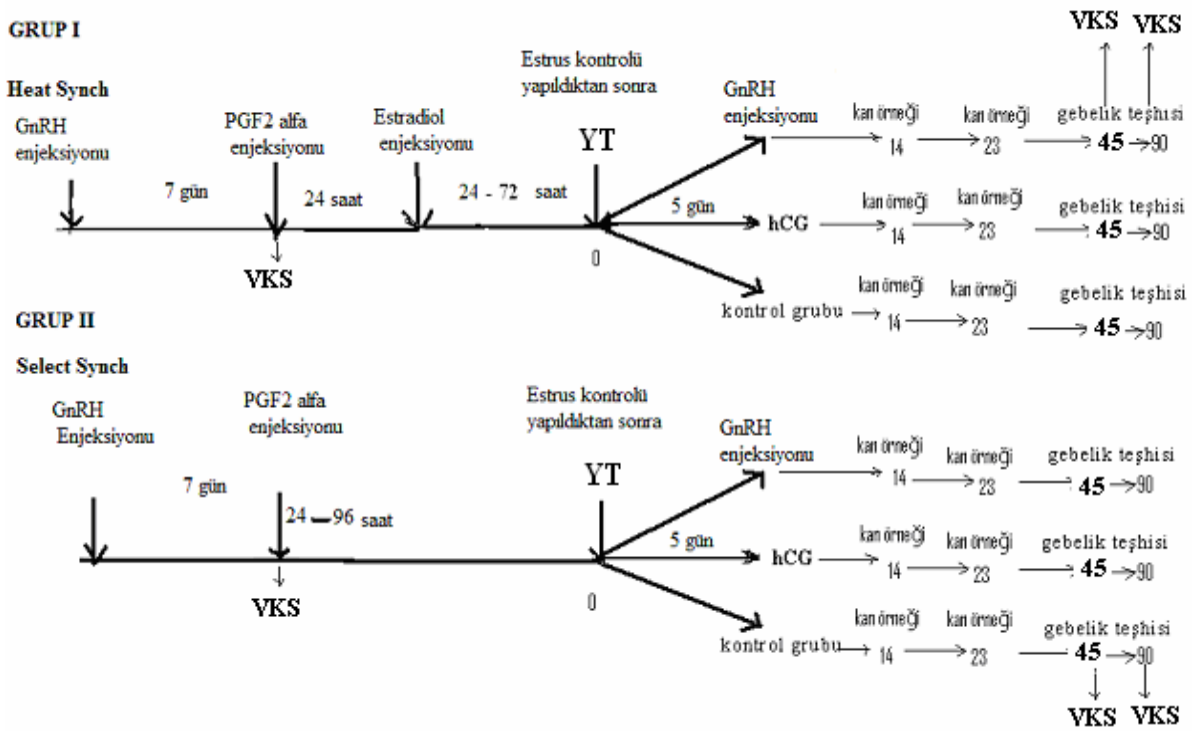 VKS VKS
GRUP I
Estrus kontrolü
yapıldıktan sonra
Heat Synch
GnRH
enjeksiyonu
GnRH
enjeksiyonu
PGF2 alfa
enjeksiyonu
Estradiol
enjeksiyonu
YT
kan örneği
14
kan örneği
23
gebelik teşhisi
45 90
7 gün
24 saat
24 - 72 saat
5 gün
hCG
kan örneği
14
kan örneği
23
gebelik teşhisi
45 90
0
VKS
kontrol grubu
kan örneği
14
kan örneği
23
gebelik teşhisi
45 90
GRUP II
Select Synch
GnRH
Enjeksiyonu
PGF2 alfa
enjeksiyonu
Estrus kontrolü
yapıldıktan sonra
GnRH
enjeksiyonu
YT
kan örneği
14
kan örneği
23
gebelik teşhisi
45 90
7 gün
24 – 96 saat
5 gün
hCG
kan örneği
14
kan örneği
23
gebelik teşhisi
45 90
VKS
0
kontrol grubu
kan örneği
14
kan örneği
23
gebelik teşhisi
45 90
VKS VKS